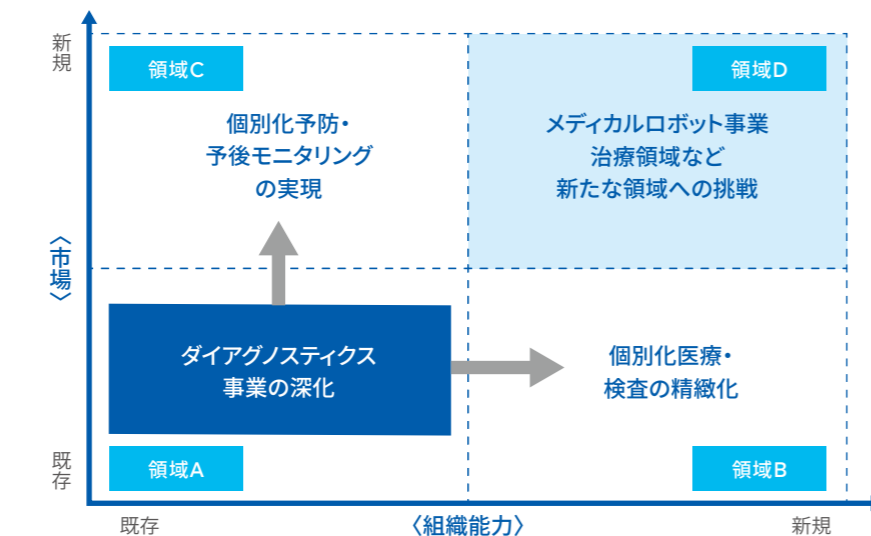 新規
領域C
領域D
個別化予防・
予後モニタリング
の実現
メディカルロボット事業
治療領域など
新たな領域への挑戦
〈市場〉
ダイアグノスティクス
事業の深化
個別化医療・
検査の精緻化
既存
領域A
領域B
既存
〈組織能力〉
新規